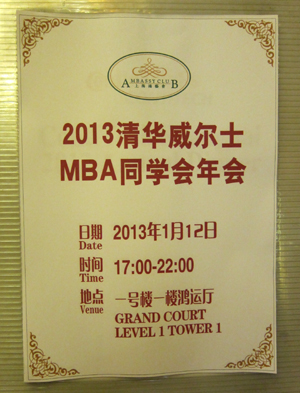 AMBASSY CLUB
2013清华威尔士
MBA同学会年会
日期 2013年1月12日
Date
时间 17:00-22:00
Time
地点 一号楼一楼鸿运厅
Venue GRAND COURT
LEVEL 1 TOWER 1